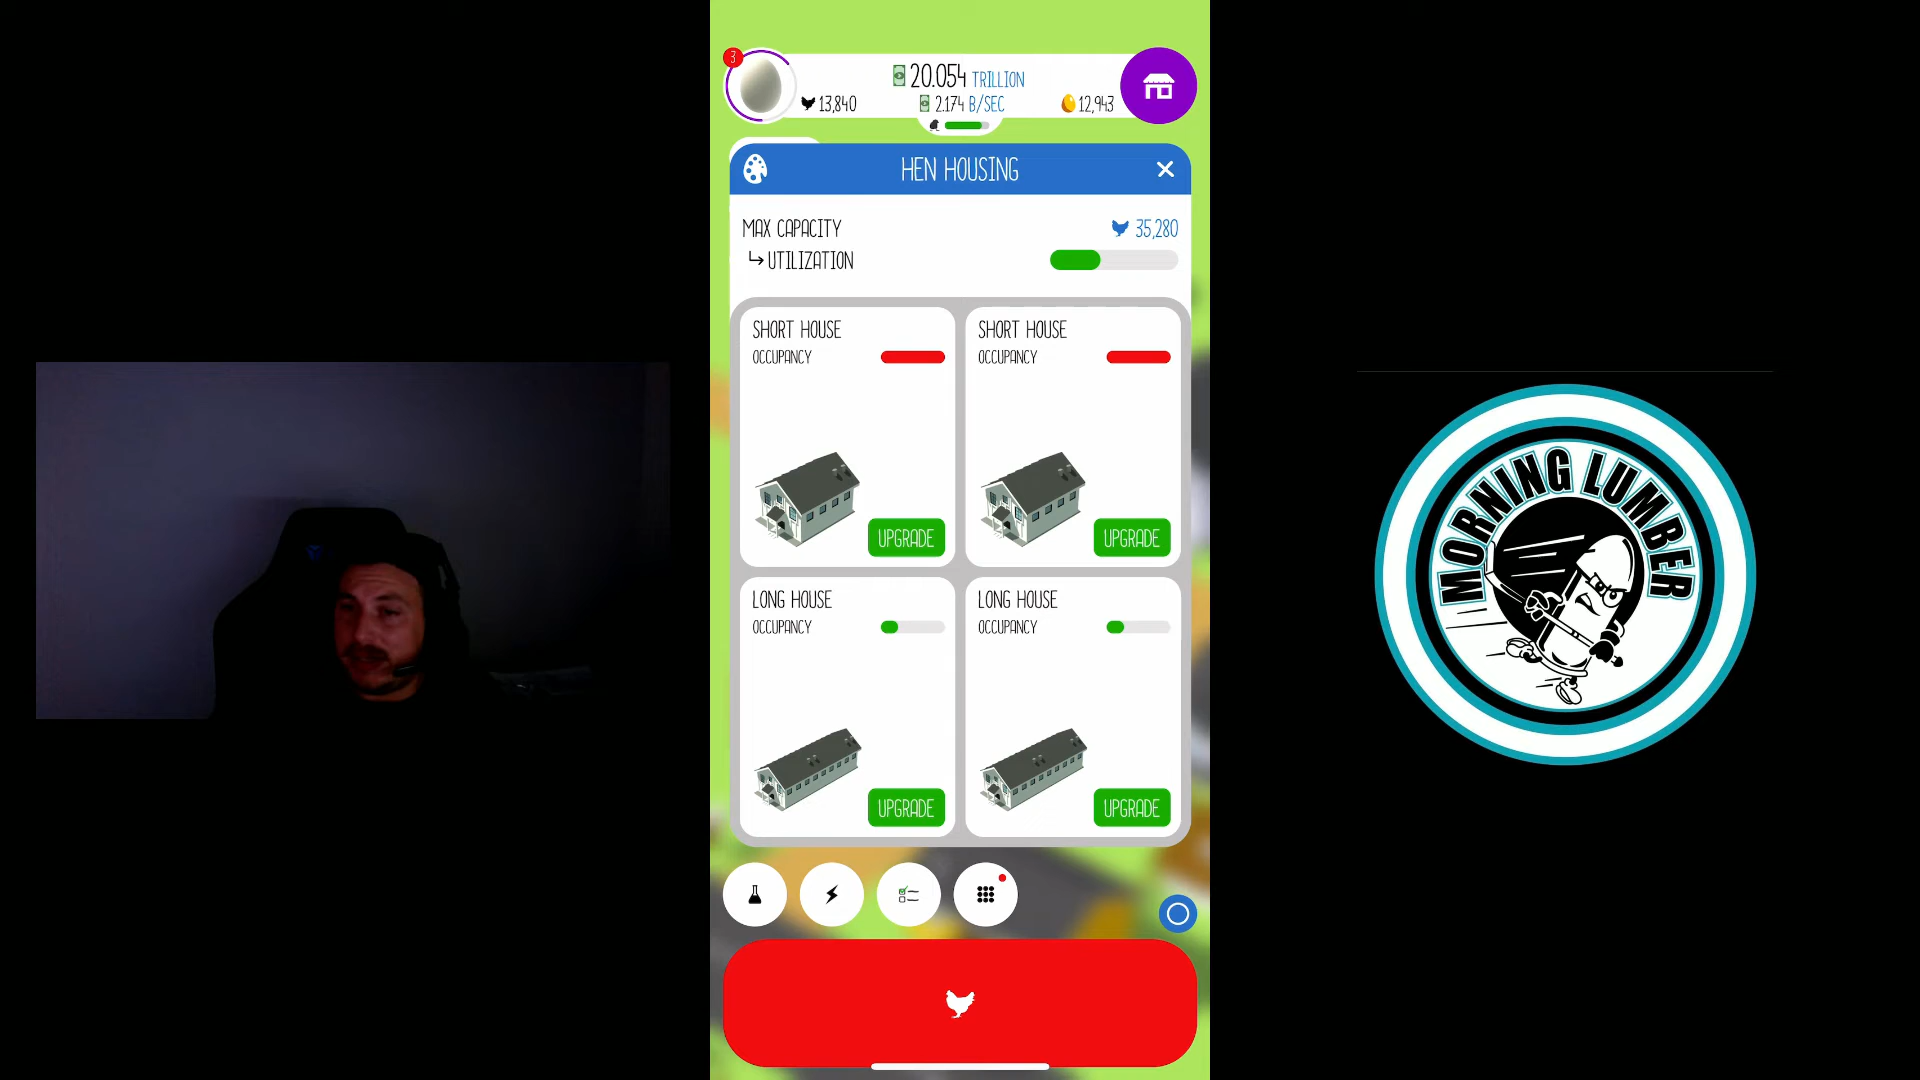 3
20.054 TRILLION
13,840
2.174 B/SEC
12,943
HEN HOUSING
MAX CAPACITY
35,280
UTILIZATION
SHORT HOUSE
OCCUPANCY
UPGRADE
SHORT HOUSE
OCCUPANCY
UPGRADE
LONG HOUSE
OCCUPANCY
UPGRADE
LONG HOUSE
OCCUPANCY
UPGRADE
MORNING LUMBER